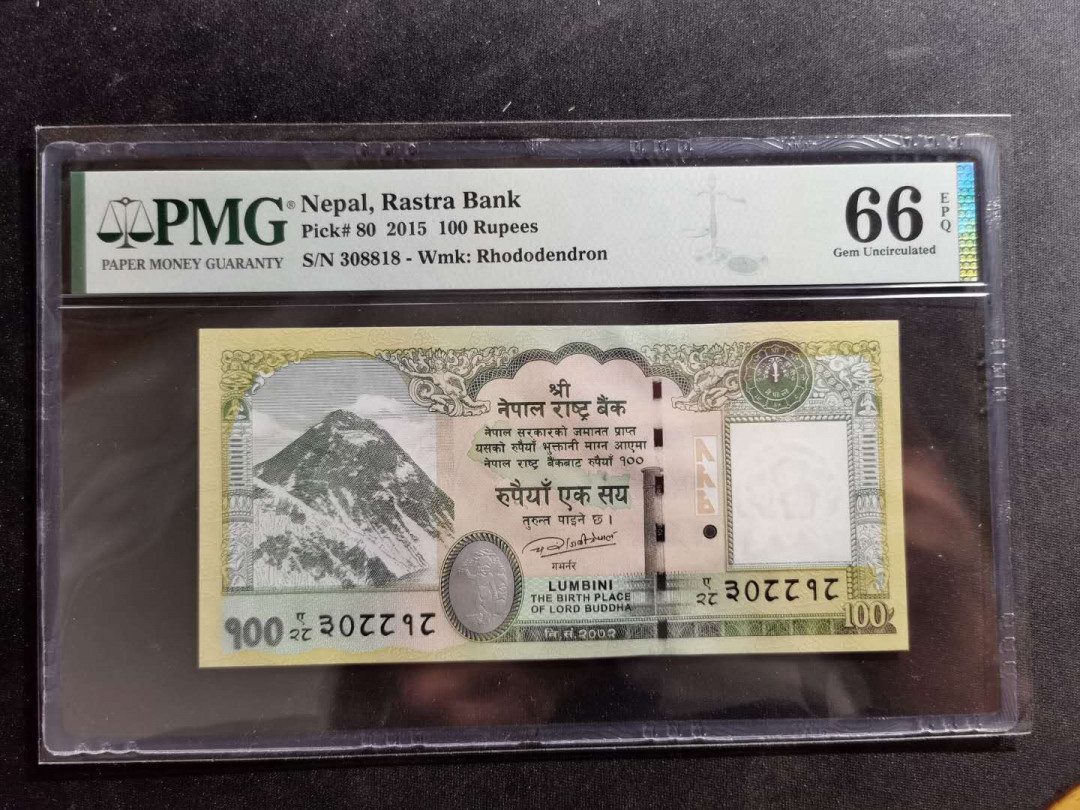 PMG®
PAPER MONEY GUARANTY
Nepal, Rastra Bank
Pick# 80 2015 100 Rupees
S/N 308818 - Wmk: Rhododendron
66
EPQ
Gem Uncirculated
श्री
नेपाल राष्ट्र बैंक
नेपाल सरकारको जमानत प्राप्त
यसको रुपैयाँ भुक्तानी माग्न आएमा
नेपाल राष्ट्र बैंकबाट रुपैयाँ १००
रुपैयाँ एक सय
तुरुन्त पाइने छ ।
गभर्नर
LUMBINI
THE BIRTH PLACE
OF LORD BUDDHA
वि.सं.२०७२
ए
२८ ३०८८१८
100
१००
ए
२८ ३०८८१८